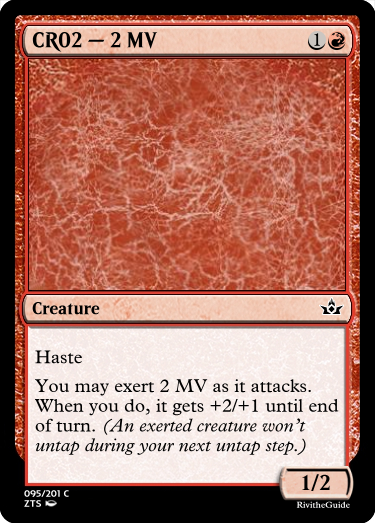 CR02 — 2 MV
1
Creature
Haste
You may exert 2 MV as it attacks.
When you do, it gets +2/+1 until end
of turn. (An exerted creature won't
untap during your next untap step.)
1/2
095/201 C
ZTS
RivitheGuide